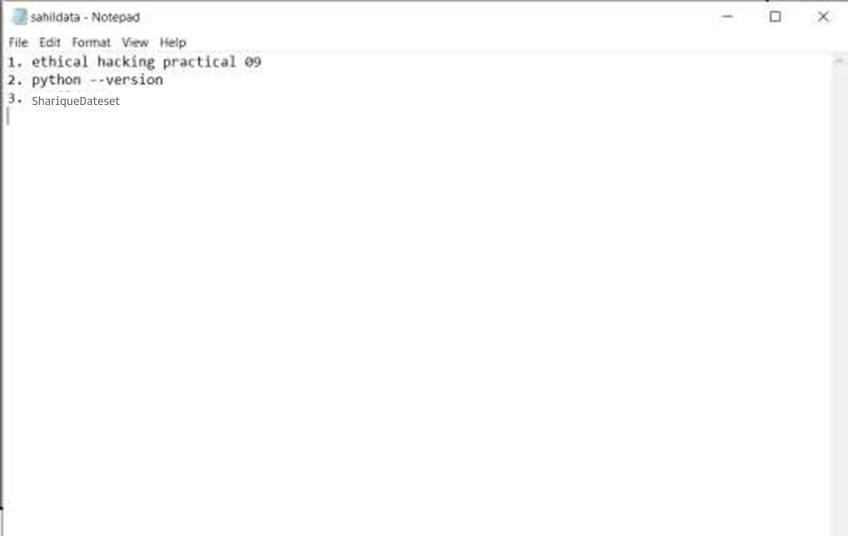 sahildata - Notepad
File Edit Format View Help
1. ethical hacking practical 09
2. python --version
3. ShariqueDateset